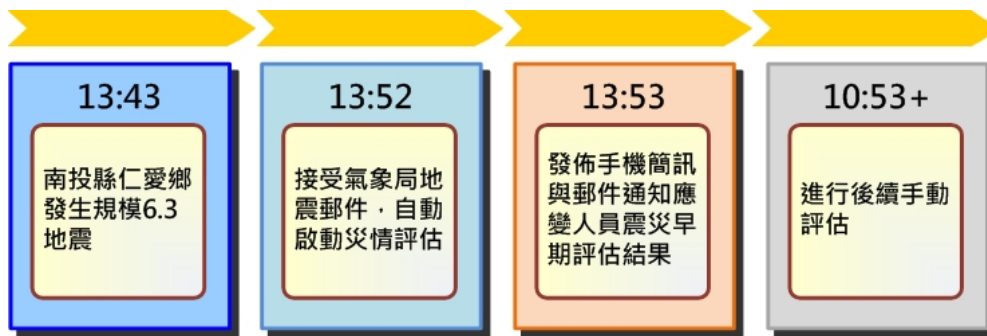 13:43
南投縣仁愛鄉
發生規模6.3
地震
13:52
接受氣象局地
震郵件，自動
啟動災情評估
13:53
發佈手機簡訊
與郵件通知應
變人員震災早
期評估結果
10:53+
進行後續手動
評估